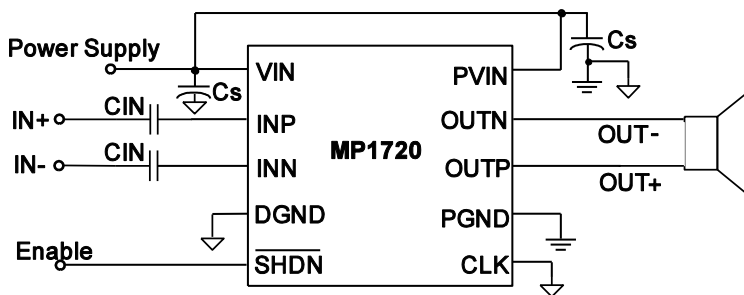 Power Supply
Cs
Cs
VIN
PVIN
CIN
IN+
INP
OUTN
OUT-
MP1720
CIN
IN-
INN
OUTP
OUT+
DGND
PGND
Enable
SHDN
CLK